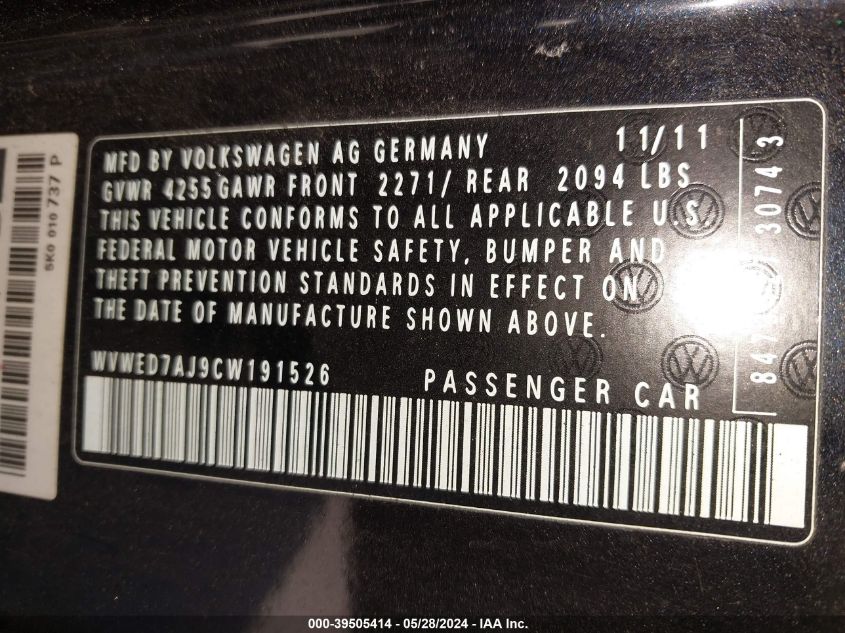 MFD BY VOLKSWAGEN AG GERMANY 11/11
GVWR 4255 GAWR FRONT 2271/ REAR 2094 LBS
THIS VEHICLE CONFORMS TO ALL APPLICABLE U.S.
FEDERAL MOTOR VEHICLE SAFETY, BUMPER AND
THEFT PREVENTION STANDARDS IN EFFECT ON
THE DATE OF MANUFACTURE SHOWN ABOVE.
WVWED7AJ9CW191526 PASSENGER CAR
30743
5K0 010 737 P
000-39505414 - 05/28/2024 - IAA Inc.